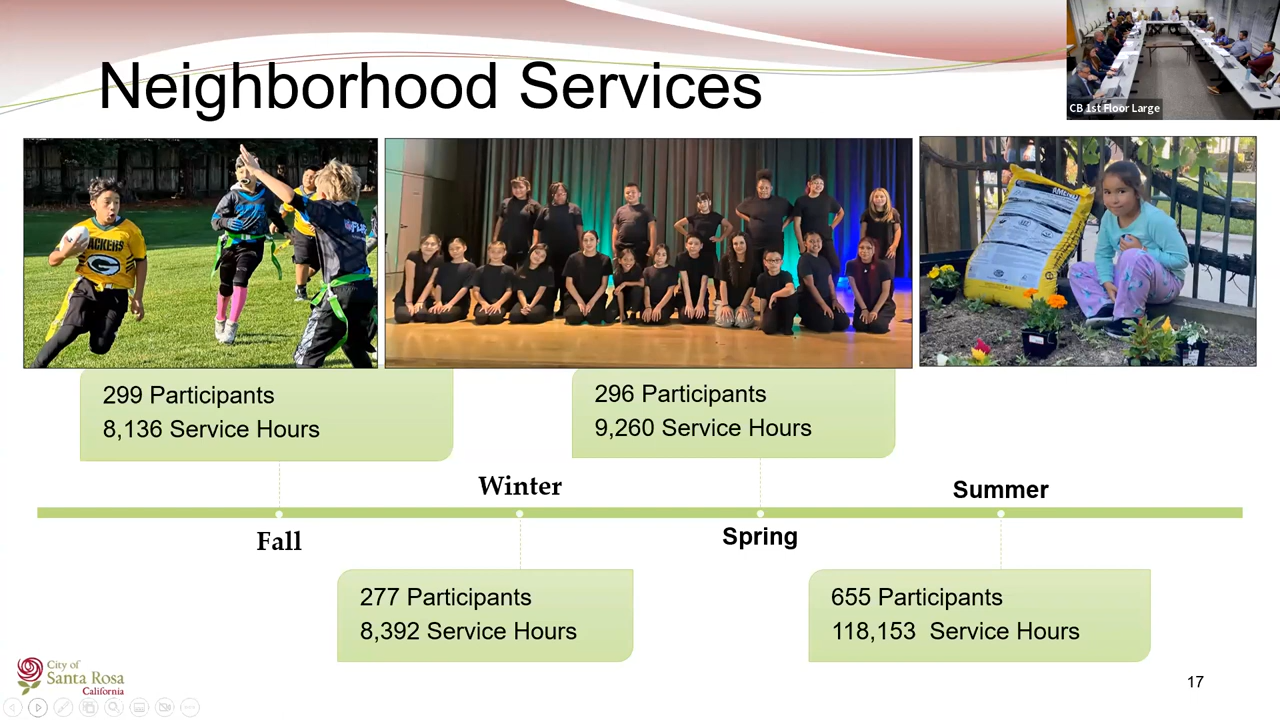 Neighborhood Services
CB 1st Floor Large
PACKERS
G
AMEND
299 Participants
8,136 Service Hours
296 Participants
9,260 Service Hours
Winter
Summer
Fall
Spring
277 Participants
8,392 Service Hours
655 Participants
118,153 Service Hours
City of
Santa Rosa
California
17